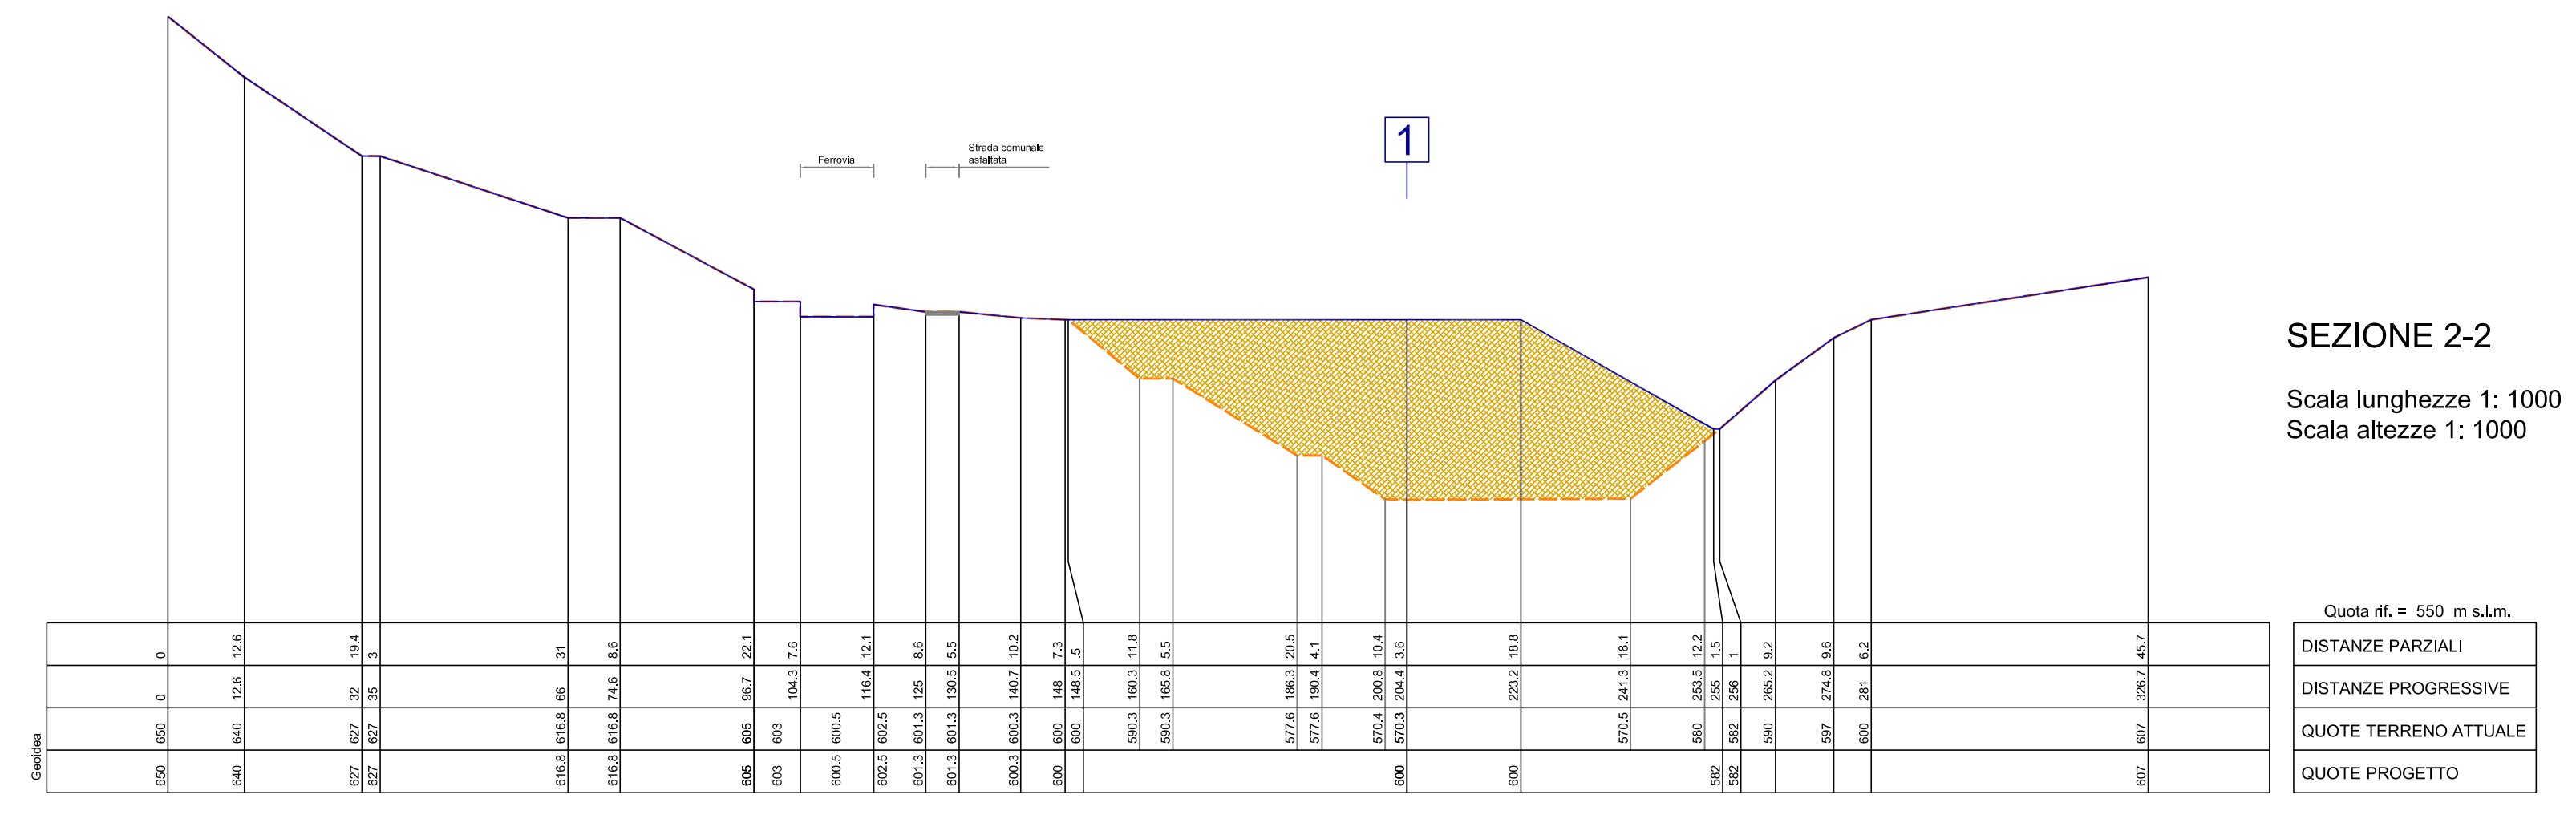 1
Ferrovia
Strada comunale
asfaltata
SEZIONE 2-2
Scala lunghezze 1: 1000
Scala altezze 1: 1000
Quota rif. = 550 m s.l.m.
DISTANZE PARZIALI
0 12.6 19.4 3 31 8.6 22.1 7.6 12.1 8.6 5.5 10.2 7.3 .5 11.8 5.5 20.5 4.1 10.4 3.6 18.8 18.1 12.2 1.5 1 9.2 9.6 6.2 45.7
DISTANZE PROGRESSIVE
0 12.6 32 35 66 74.6 96.7 104.3 116.4 125 130.5 140.7 148 148.5 160.3 165.8 186.3 190.4 200.8 204.4 223.2 241.3 253.5 255 256 265.2 274.8 281 326.7
QUOTE TERRENO ATTUALE
650 640 627 627 616.8 616.8 605 603 600.5 602.5 601.3 601.3 600.3 600 600 590.3 590.3 577.6 577.6 570.4 570.3 570.5 580 582 590 597 600 607
QUOTE PROGETTO
650 640 627 627 616.8 616.8 605 603 600.5 602.5 601.3 601.3 600.3 600 600 600 582 582 607
Geoidea